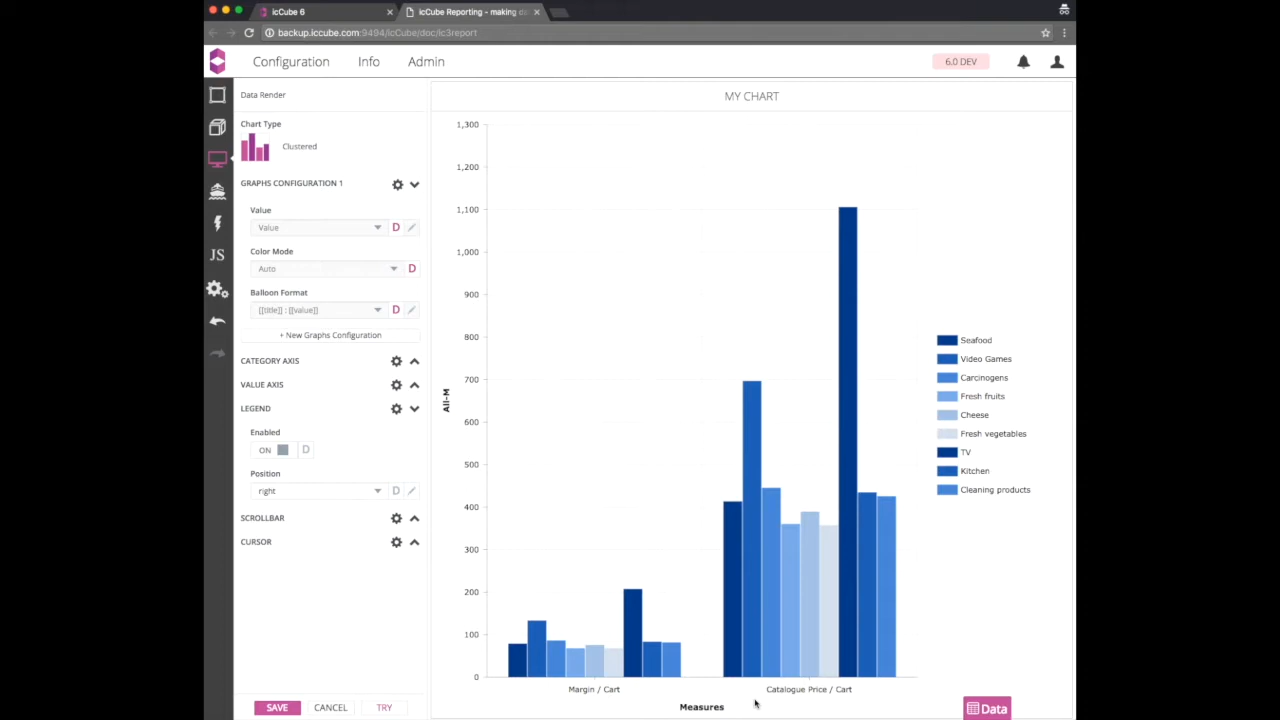 icCube 6
icCube Reporting - making di
backup.iccube.com:9494/icCube/doc/ic3report
Configuration
Info
Admin
6.0 DEV
Data Render
Chart Type
Clustered
GRAPHS CONFIGURATION 1
Value
Value
D
Color Mode
Auto
D
Balloon Format
[[title]] : [[value]]
D
+ New Graphs Configuration
CATEGORY AXIS
VALUE AXIS
LEGEND
Enabled
ON
D
Position
right
D
SCROLLBAR
CURSOR
SAVE
CANCEL
TRY
JS
MY CHART
1,300
1,200
1,100
1,000
900
800
700
600
500
400
300
200
100
0
All-M
Margin / Cart
Catalogue Price / Cart
Measures
Seafood
Video Games
Carcinogens
Fresh fruits
Cheese
Fresh vegetables
TV
Kitchen
Cleaning products
Data